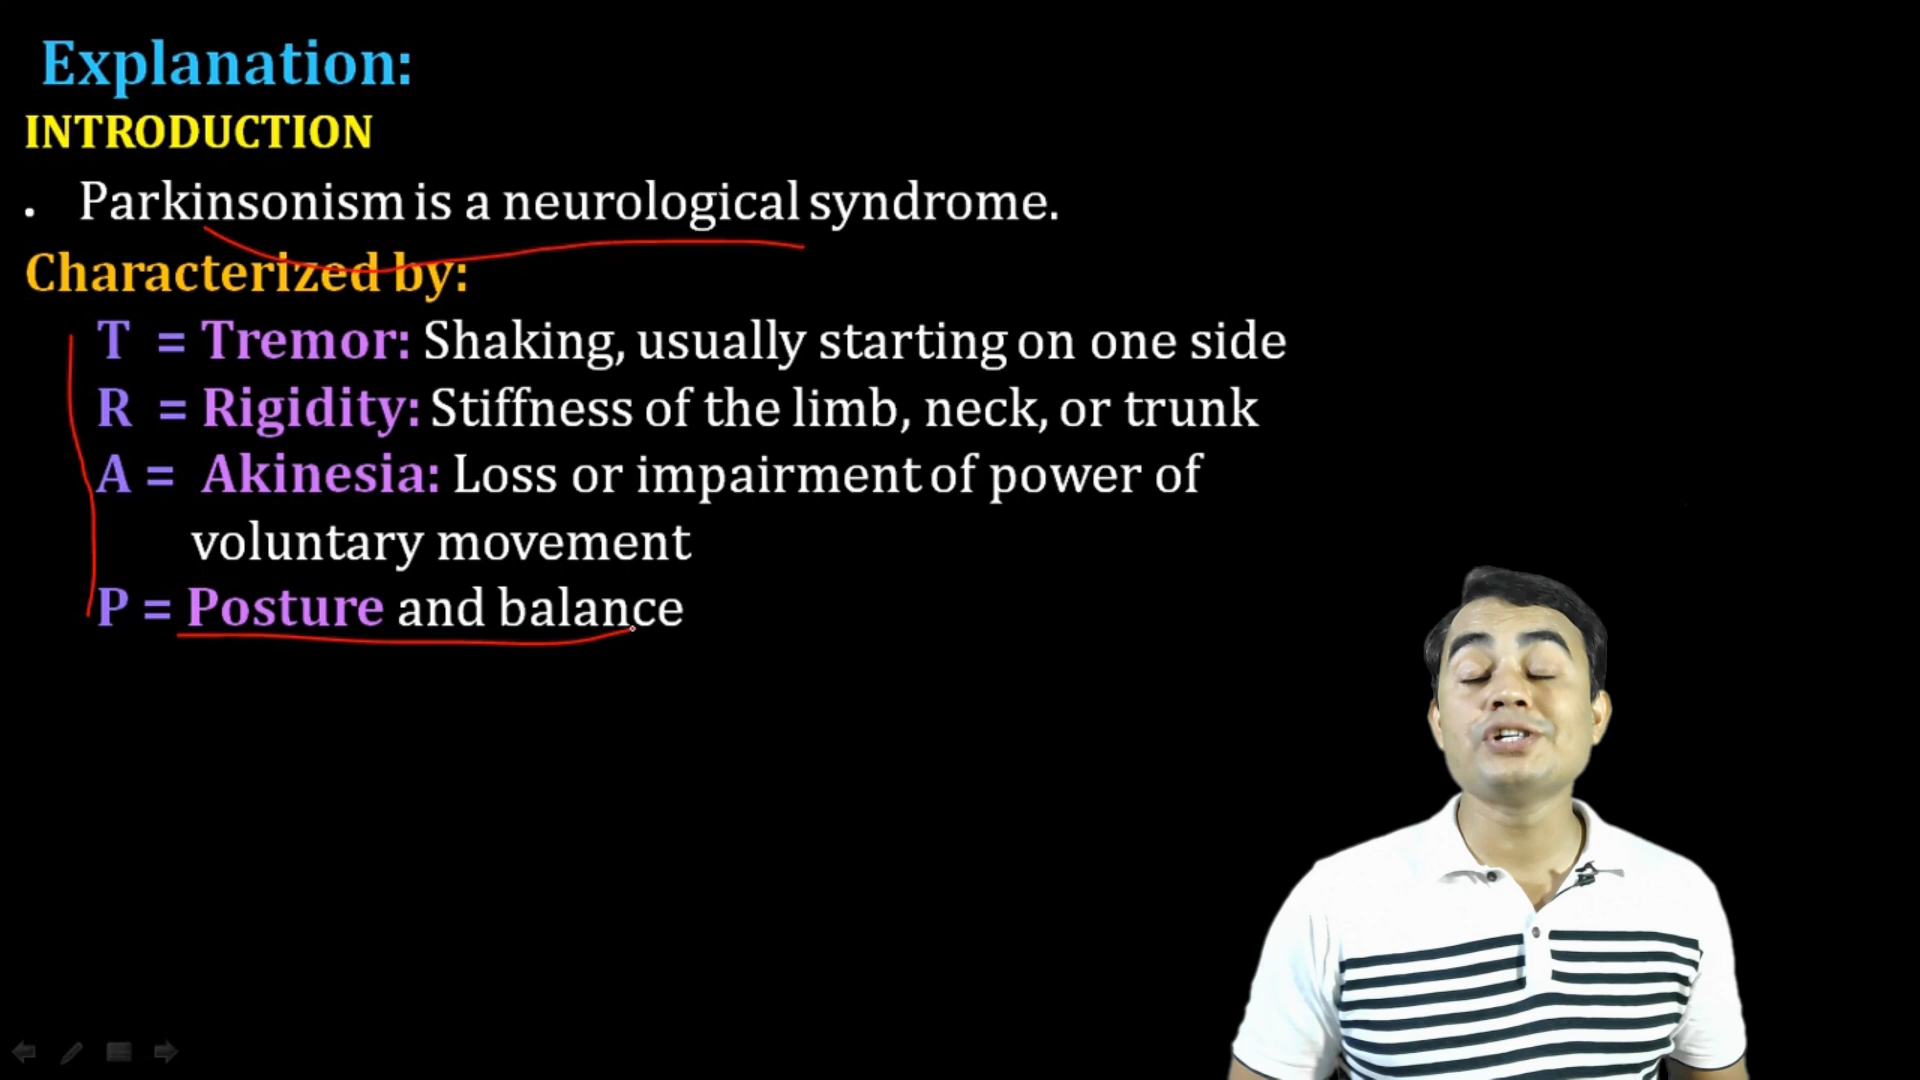 Explanation:
INTRODUCTION
• Parkinsonism is a neurological syndrome.
Characterized by:
T = Tremor: Shaking, usually starting on one side
R = Rigidity: Stiffness of the limb, neck, or trunk
A = Akinesia: Loss or impairment of power of
voluntary movement
P = Posture and balance